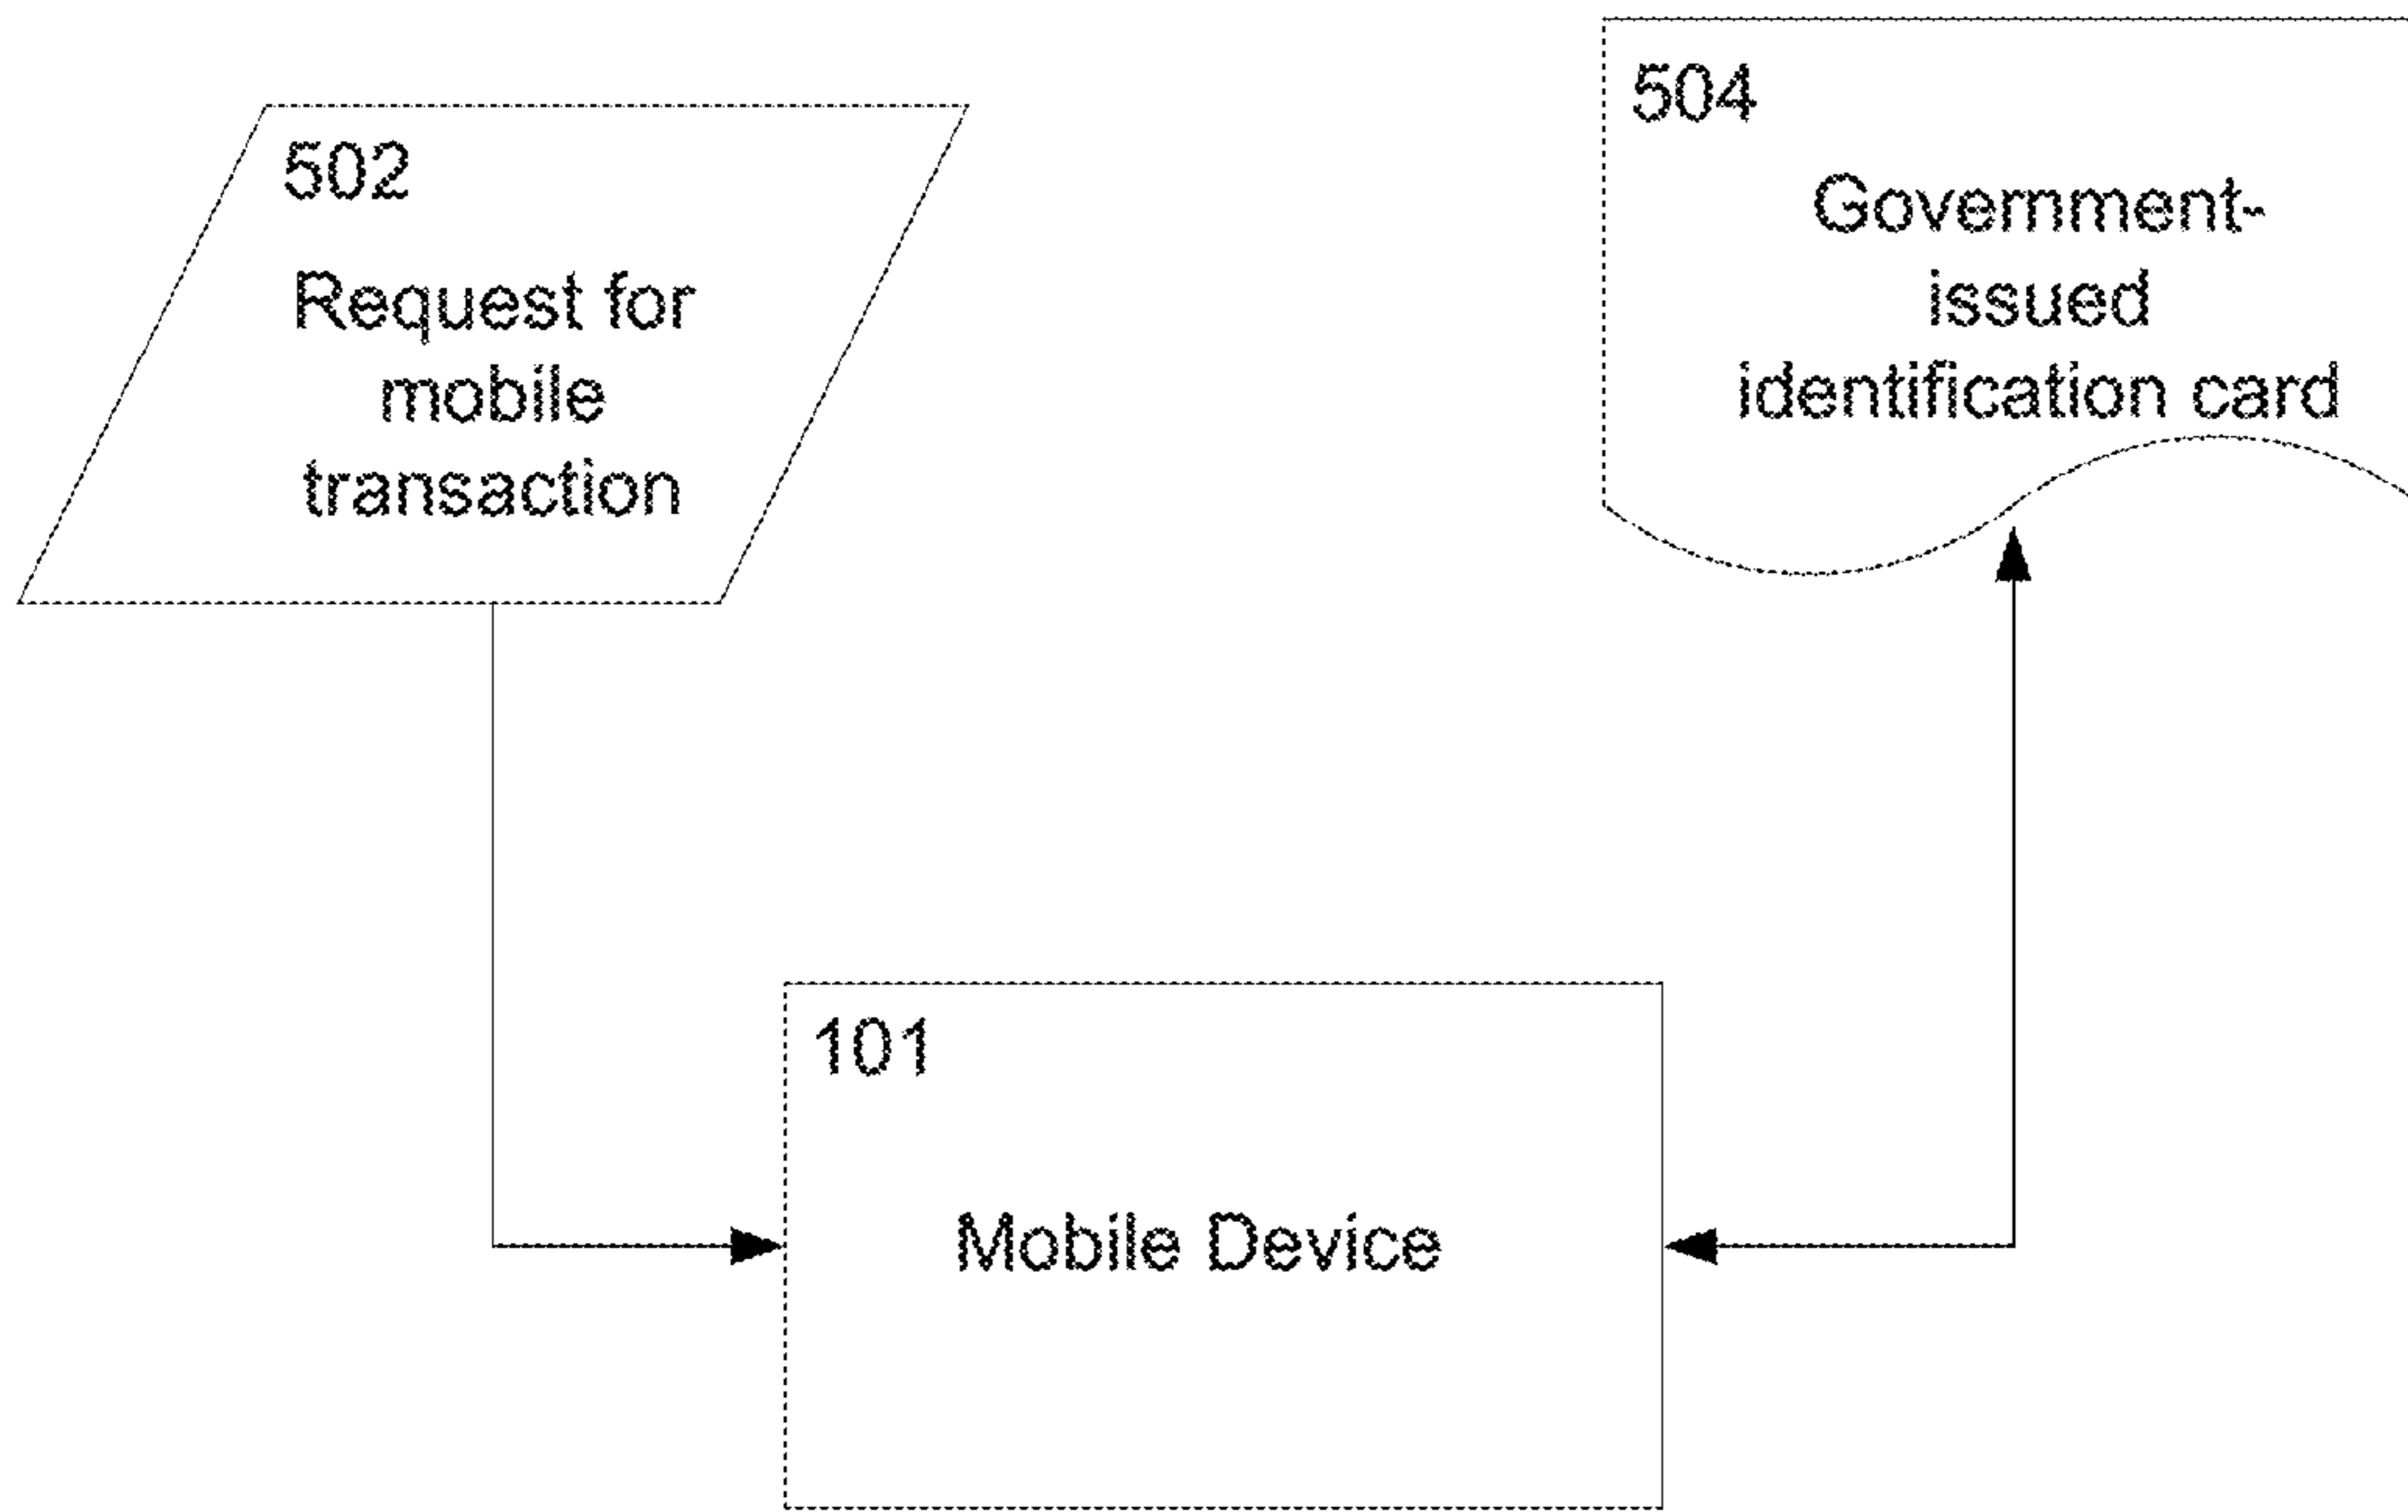 502
Request for
mobile
transaction
504
Government-
issued
identification card
101
Mobile Device